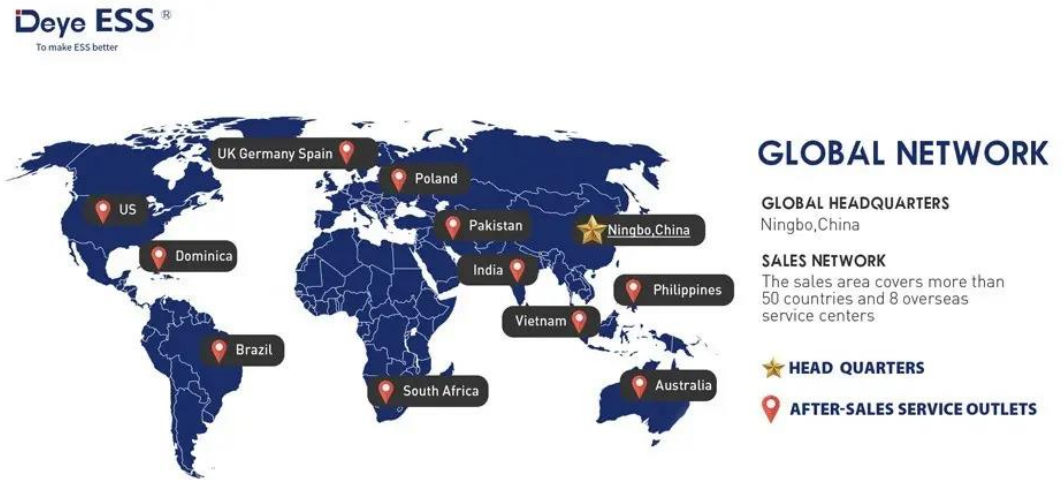 Deye ESS ®
To make ESS better
UK Germany Spain
Poland
US
Pakistan
Ningbo,China
Dominica
India
Philippines
Vietnam
Brazil
South Africa
Australia
GLOBAL NETWORK
GLOBAL HEADQUARTERS
Ningbo,China
SALES NETWORK
The sales area covers more than
50 countries and 8 overseas
service centers
HEAD QUARTERS
AFTER-SALES SERVICE OUTLETS